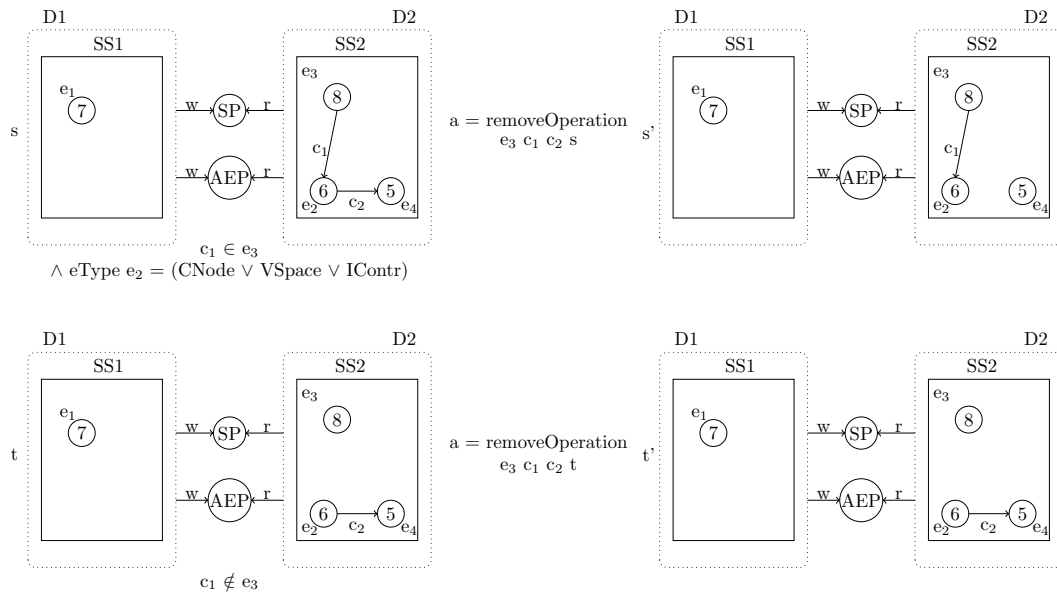 D1 D2 D1 D2
SS1 SS2 SS1 SS2
e₃ e₃
e₁ 8 e₁ 8
7 w SP r 7 w SP r
s a = removeOperation s'
e₃ c₁ c₂ s
c₁ c₁
w AEP r w AEP r
6 5 6 5
e₂ c₂ e₄ e₂ e₄
c₁ ∈ e₃
∧ eType e₂ = (CNode ∨ VSpace ∨ IContr)
D1 D2 D1 D2
SS1 SS2 SS1 SS2
e₃ e₃
e₁ 8 e₁ 8
7 w SP r 7 w SP r
t a = removeOperation t'
e₃ c₁ c₂ t
w AEP r w AEP r
6 5 6 5
e₂ c₂ e₄ e₂ c₂ e₄
c₁ ∉ e₃